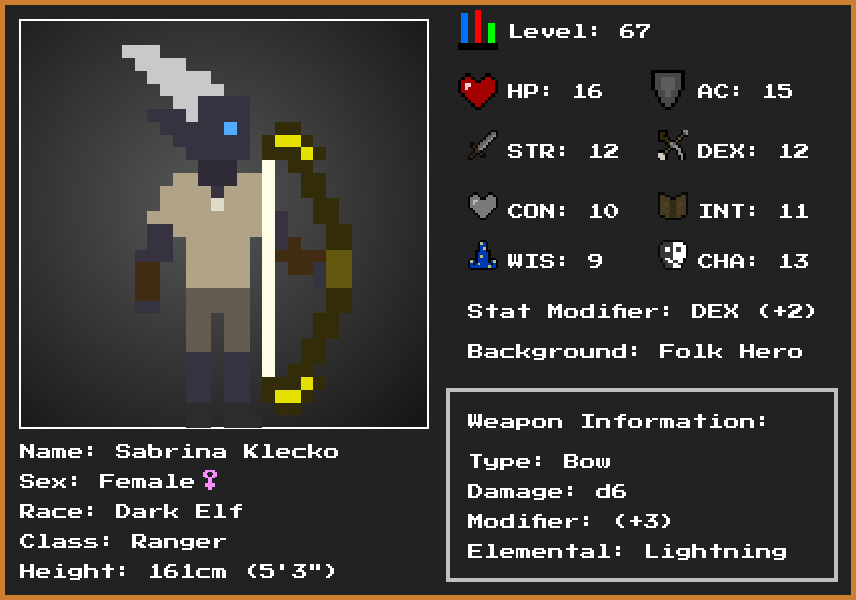 Level: 67
HP: 16 AC: 15
STR: 12 DEX: 12
CON: 10 INT: 11
WIS: 9 CHA: 13
Stat Modifier: DEX (+2)
Background: Folk Hero
Weapon Information:
Type: Bow
Damage: d6
Modifier: (+3)
Elemental: Lightning
Name: Sabrina Klecko
Sex: Female♀
Race: Dark Elf
Class: Ranger
Height: 161cm (5'3")